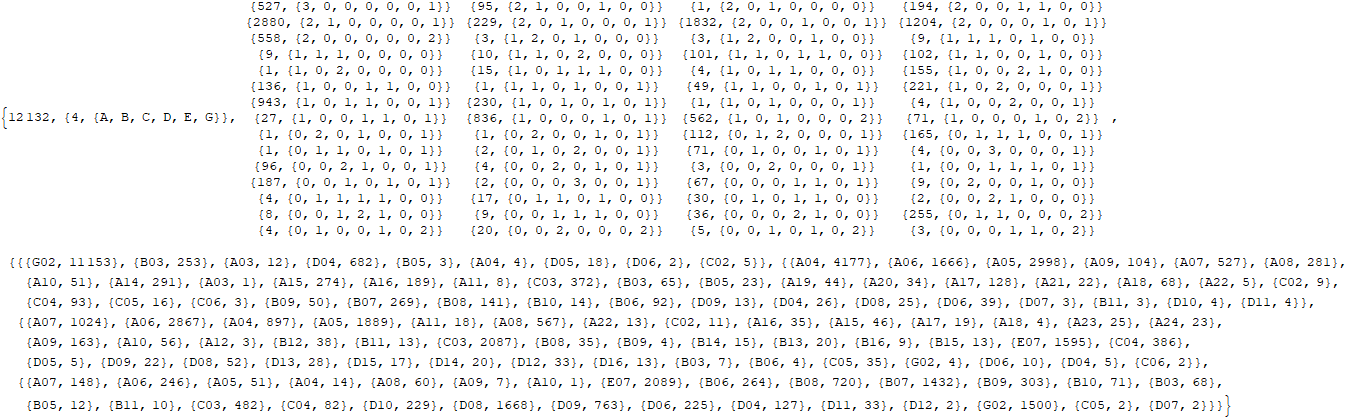 {527, {3, 0, 0, 0, 0, 0, 1}} {95, {2, 1, 0, 0, 1, 0, 0}} {1, {2, 0, 1, 0, 0, 0, 0}} {194, {2, 0, 0, 1, 1, 0, 0}}
{2880, {2, 1, 0, 0, 0, 0, 1}} {229, {2, 0, 1, 0, 0, 0, 1}} {1832, {2, 0, 0, 1, 0, 0, 1}} {1204, {2, 0, 0, 0, 1, 0, 1}}
{558, {2, 0, 0, 0, 0, 0, 2}} {3, {1, 2, 0, 1, 0, 0, 0}} {3, {1, 2, 0, 0, 1, 0, 0}} {9, {1, 1, 1, 0, 1, 0, 0}}
{9, {1, 1, 1, 0, 0, 0, 0}} {10, {1, 1, 0, 2, 0, 0, 0}} {101, {1, 1, 0, 1, 1, 0, 0}} {102, {1, 1, 0, 0, 1, 0, 0}}
{1, {1, 0, 2, 0, 0, 0, 0}} {15, {1, 0, 1, 1, 1, 0, 0}} {4, {1, 0, 1, 1, 0, 0, 0}} {155, {1, 0, 0, 2, 1, 0, 0}}
{136, {1, 0, 0, 1, 1, 0, 0}} {1, {1, 1, 1, 0, 1, 0, 1}} {49, {1, 1, 0, 1, 1, 0, 1}} {221, {1, 0, 2, 0, 0, 0, 1}}
{943, {1, 0, 1, 1, 0, 0, 1}} {230, {1, 0, 1, 0, 1, 0, 1}} {1, {1, 0, 1, 0, 0, 0, 1}} {4, {1, 0, 0, 2, 0, 0, 1}}
{12132, {4, {A, B, C, D, E, G}}, {27, {1, 0, 0, 1, 1, 0, 1}} {836, {1, 0, 0, 0, 1, 0, 1}} {562, {1, 0, 1, 0, 0, 0, 2}} {71, {1, 0, 0, 0, 1, 0, 2}} ,
{1, {0, 2, 0, 1, 0, 0, 1}} {1, {0, 2, 0, 0, 1, 0, 1}} {112, {0, 1, 2, 0, 0, 0, 1}} {165, {0, 1, 1, 1, 0, 0, 1}}
{1, {0, 1, 1, 0, 1, 0, 1}} {2, {0, 1, 0, 2, 0, 0, 1}} {71, {0, 1, 0, 0, 1, 0, 1}} {4, {0, 0, 3, 0, 0, 0, 1}}
{96, {0, 0, 2, 1, 0, 0, 1}} {4, {0, 0, 2, 0, 1, 0, 1}} {3, {0, 0, 2, 0, 0, 0, 1}} {1, {0, 0, 1, 1, 1, 0, 1}}
{187, {0, 0, 1, 0, 1, 0, 1}} {2, {0, 0, 0, 3, 0, 0, 1}} {67, {0, 0, 0, 1, 1, 0, 1}} {9, {0, 2, 0, 0, 1, 0, 0}}
{4, {0, 1, 1, 1, 1, 0, 0}} {17, {0, 1, 1, 0, 1, 0, 0}} {30, {0, 1, 0, 1, 1, 0, 0}} {2, {0, 0, 2, 1, 0, 0, 0}}
{8, {0, 0, 1, 2, 1, 0, 0}} {9, {0, 0, 1, 1, 1, 0, 0}} {36, {0, 0, 0, 2, 1, 0, 0}} {255, {0, 1, 1, 0, 0, 0, 2}}
{4, {0, 1, 0, 0, 1, 0, 2}} {20, {0, 0, 2, 0, 0, 0, 2}} {5, {0, 0, 1, 0, 1, 0, 2}} {3, {0, 0, 0, 1, 1, 0, 2}}
{{{G02, 11153}, {B03, 253}, {A03, 12}, {D04, 682}, {B05, 3}, {A04, 4}, {D05, 18}, {D06, 2}, {C02, 5}}, {{A04, 4177}, {A06, 1666}, {A05, 2998}, {A09, 104}, {A07, 527}, {A08, 281},
{A10, 51}, {A14, 291}, {A03, 1}, {A15, 274}, {A16, 189}, {A11, 8}, {C03, 372}, {B03, 65}, {B05, 23}, {A19, 44}, {A20, 34}, {A17, 128}, {A21, 22}, {A18, 68}, {A22, 5}, {C02, 9},
{C04, 93}, {C05, 16}, {C06, 3}, {B09, 50}, {B07, 269}, {B08, 141}, {B10, 14}, {B06, 92}, {D09, 13}, {D04, 26}, {D08, 25}, {D06, 39}, {D07, 3}, {B11, 3}, {D10, 4}, {D11, 4}},
{{A07, 1024}, {A06, 2867}, {A04, 897}, {A05, 1889}, {A11, 18}, {A08, 567}, {A22, 13}, {C02, 11}, {A16, 35}, {A15, 46}, {A17, 19}, {A18, 4}, {A23, 25}, {A24, 23},
{A09, 163}, {A10, 56}, {A12, 3}, {B12, 38}, {B11, 13}, {C03, 2087}, {B08, 35}, {B09, 4}, {B14, 15}, {B13, 20}, {B16, 9}, {B15, 13}, {E07, 1595}, {C04, 386},
{D05, 5}, {D09, 22}, {D08, 52}, {D13, 28}, {D15, 17}, {D14, 20}, {D12, 33}, {D16, 13}, {B03, 7}, {B06, 4}, {C05, 35}, {G02, 4}, {D06, 10}, {D04, 5}, {C06, 2}},
{{A07, 148}, {A06, 246}, {A05, 51}, {A04, 14}, {A08, 60}, {A09, 7}, {A10, 1}, {E07, 2089}, {B06, 264}, {B08, 720}, {B07, 1432}, {B09, 303}, {B10, 71}, {B03, 68},
{B05, 12}, {B11, 10}, {C03, 482}, {C04, 82}, {D10, 229}, {D08, 1668}, {D09, 763}, {D06, 225}, {D04, 127}, {D11, 33}, {D12, 2}, {G02, 1500}, {C05, 2}, {D07, 2}}}}